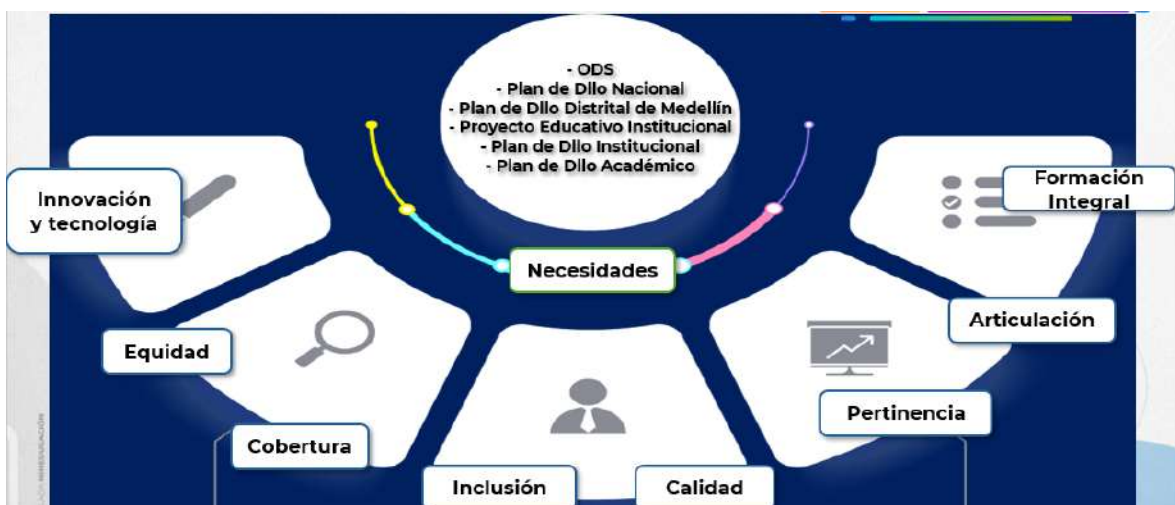 - ODS
- Plan de Dllo Nacional
- Plan de Dllo Distrital de Medellín
- Proyecto Educativo Institucional
- Plan de Dllo Institucional
- Plan de Dllo Académico
Innovación
y tecnología
Formación
Integral
Necesidades
Equidad
Articulación
Cobertura
Pertinencia
Inclusión
Calidad